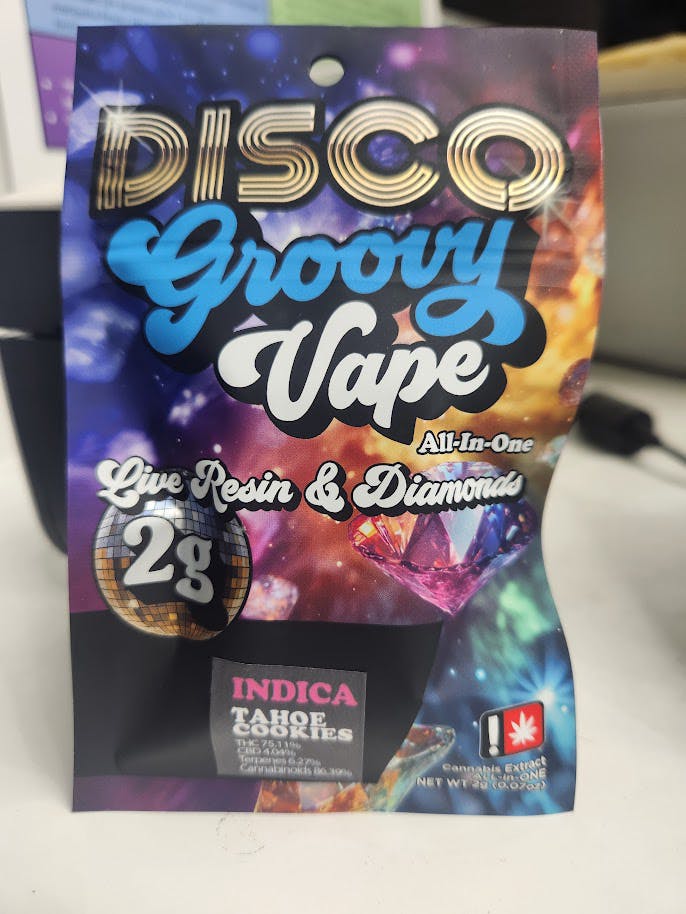 DISCO
Groovy
Vape
All-In-One
Live Resin & Diamonds
2g
INDICA
TAHOE
COOKIES
THC 75.11%
CBD 4.04%
Terpenes 6.27%
Cannabinoids 86.39%
!
Cannabis Extract
ALL-in-ONE
NET WT 2g (0.07oz)